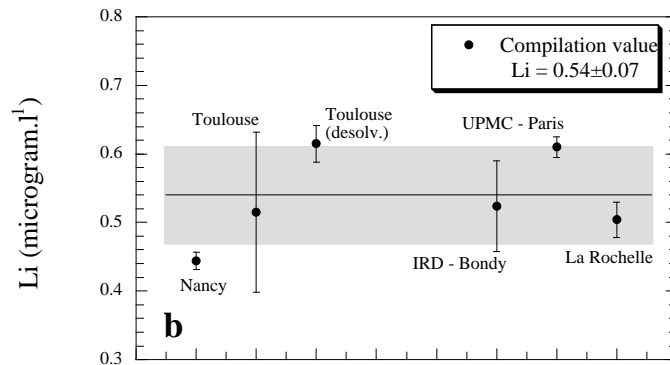 0.8
0.7
0.6
0.5
0.4
0.3
Li (microgram.l¹)
Compilation value
Li = 0.54±0.07
Toulouse
Toulouse
(desolv.)
UPMC - Paris
Nancy
IRD - Bondy
La Rochelle
b